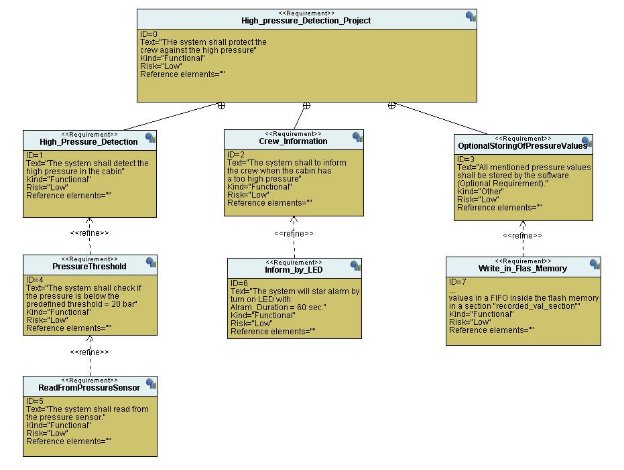 <<Requirement>>
High_pressure_Detection_Project
ID=0
Text="THe system shall protect the
crew against the high pressure"
Kind="Functional"
Risk="Low"
Reference elements=""
<<Requirement>>
High_Pressure_Detection
ID=1
Text="The system shall detect the
high pressure in the cabin"
Kind="Functional"
Risk="Low"
Reference elements=""
<<Requirement>>
Crew_Information
ID=2
Text="The system shall to inform
the crew when the cabin has
a too high pressure"
Kind="Functional"
Risk="Low"
Reference elements=""
<<Requirement>>
OptionalStoringOfPressureValues
ID=3
Text="All mentioned pressure values
shall be stored by the software
(Optional Requirement)."
Kind="Other"
Risk="Low"
Reference elements=""
<<refine>>
<<refine>>
<<refine>>
<<Requirement>>
PressureThreshold
ID=4
Text="The system shall check if
the pressure is below the
predefined threshold = 20 bar"
Kind="Functional"
Risk="Low"
Reference elements=""
<<Requirement>>
Inform_by_LED
ID=6
Text="The system will star alarm by
turn on LED with
Alram_Duration = 60 sec."
Kind="Functional"
Risk="Low"
Reference elements=""
<<Requirement>>
Write_in_Flas_Memory
ID=7
...
values in a FIFO inside the flash memory
in a section "recorded_val_section""
Kind="Functional"
Risk="Low"
Reference elements=""
<<refine>>
<<Requirement>>
ReadFromPressureSensor
ID=5
Text="The system shall read from
the pressure sensor."
Kind="Functional"
Risk="Low"
Reference elements=""